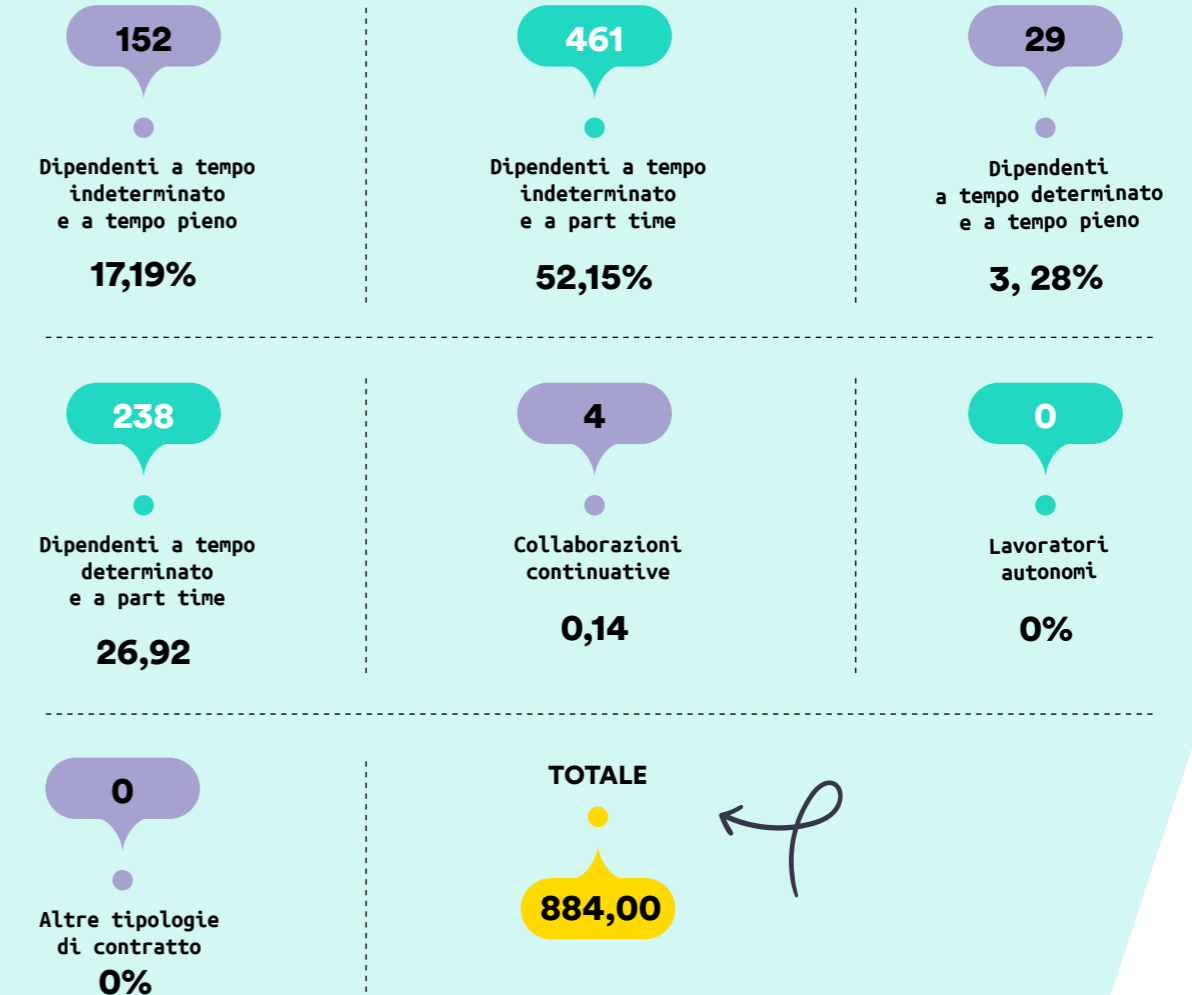 152
Dipendenti a tempo
indeterminato
e a tempo pieno
17,19%
461
Dipendenti a tempo
indeterminato
e a part time
52,15%
29
Dipendenti
a tempo determinato
e a tempo pieno
3, 28%
238
Dipendenti a tempo
determinato
e a part time
26,92
4
Collaborazioni
continuative
0,14
0
Lavoratori
autonomi
0%
0
Altre tipologie
di contratto
0%
TOTALE
884,00